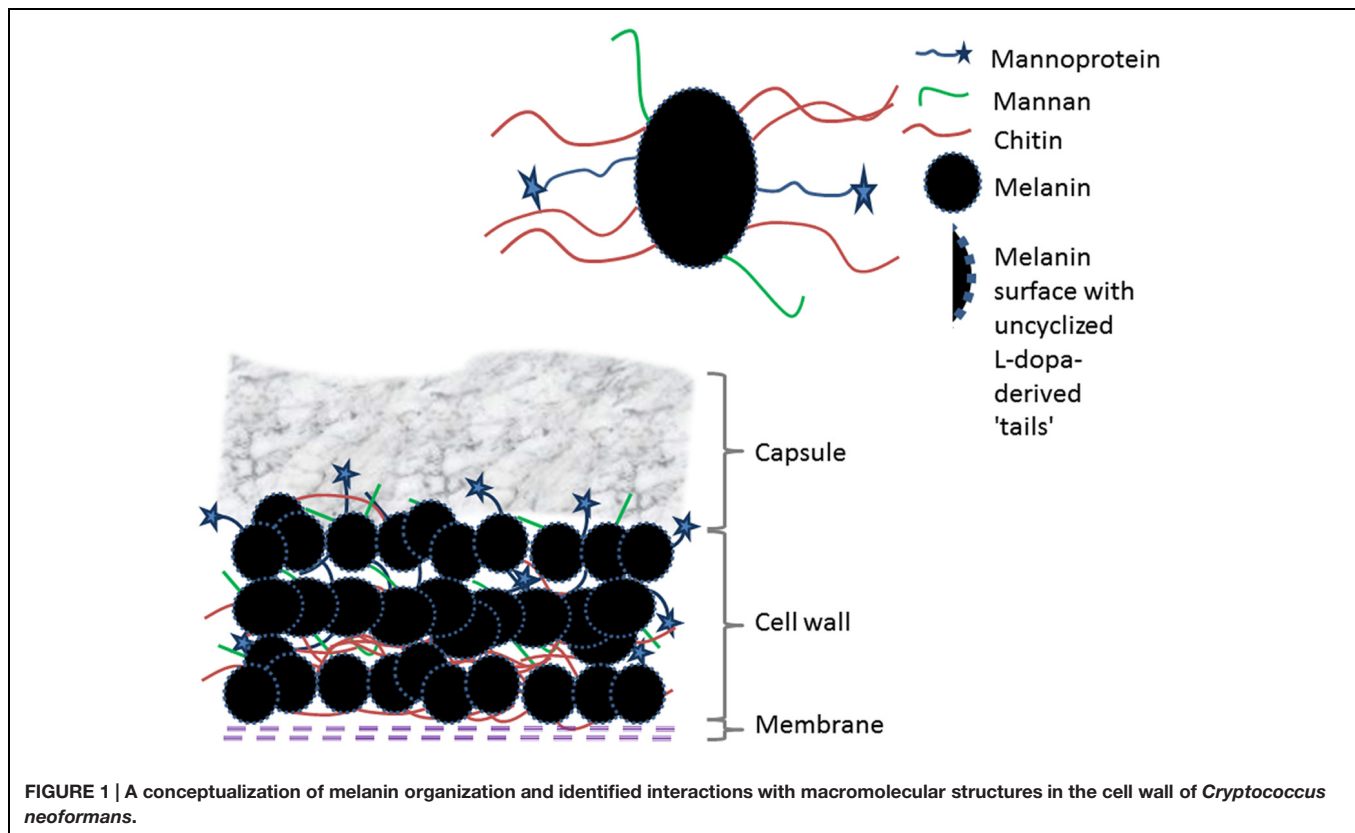 Mannoprotein
Mannan
Chitin
Melanin
Melanin
surface with
uncyclized
L-dopa-
derived
'tails'
Capsule
Cell wall
Membrane
FIGURE 1 | A conceptualization of melanin organization and identified interactions with macromolecular structures in the cell wall of Cryptococcus
neoformans.